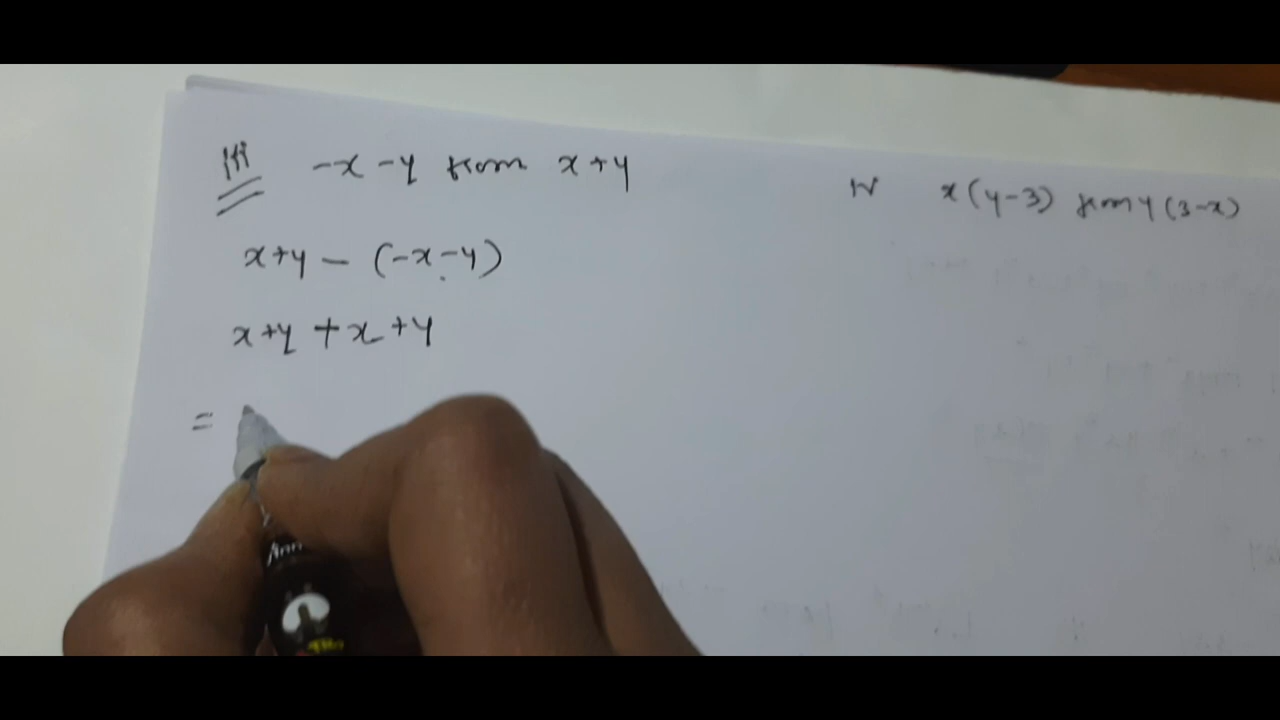 iii -x -y from x+y
x+y - (-x-y)
x+y +x+y
=
iv x(y-3) from y(3-x)